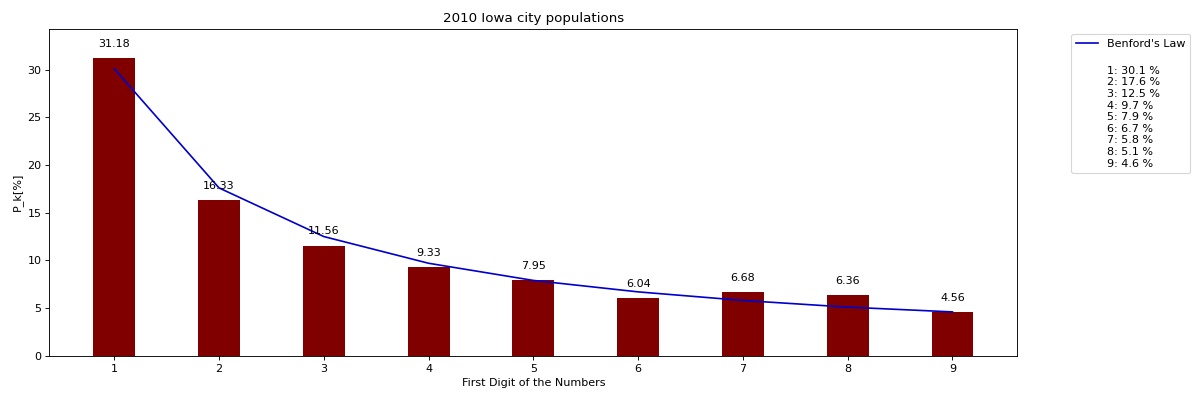 2010 Iowa city populations
P_k[%]
30
25
20
15
10
5
0
31.18
16.33
11.56
9.33
7.95
6.04
6.68
6.36
4.56
1 2 3 4 5 6 7 8 9
First Digit of the Numbers
Benford's Law
1: 30.1 %
2: 17.6 %
3: 12.5 %
4: 9.7 %
5: 7.9 %
6: 6.7 %
7: 5.8 %
8: 5.1 %
9: 4.6 %